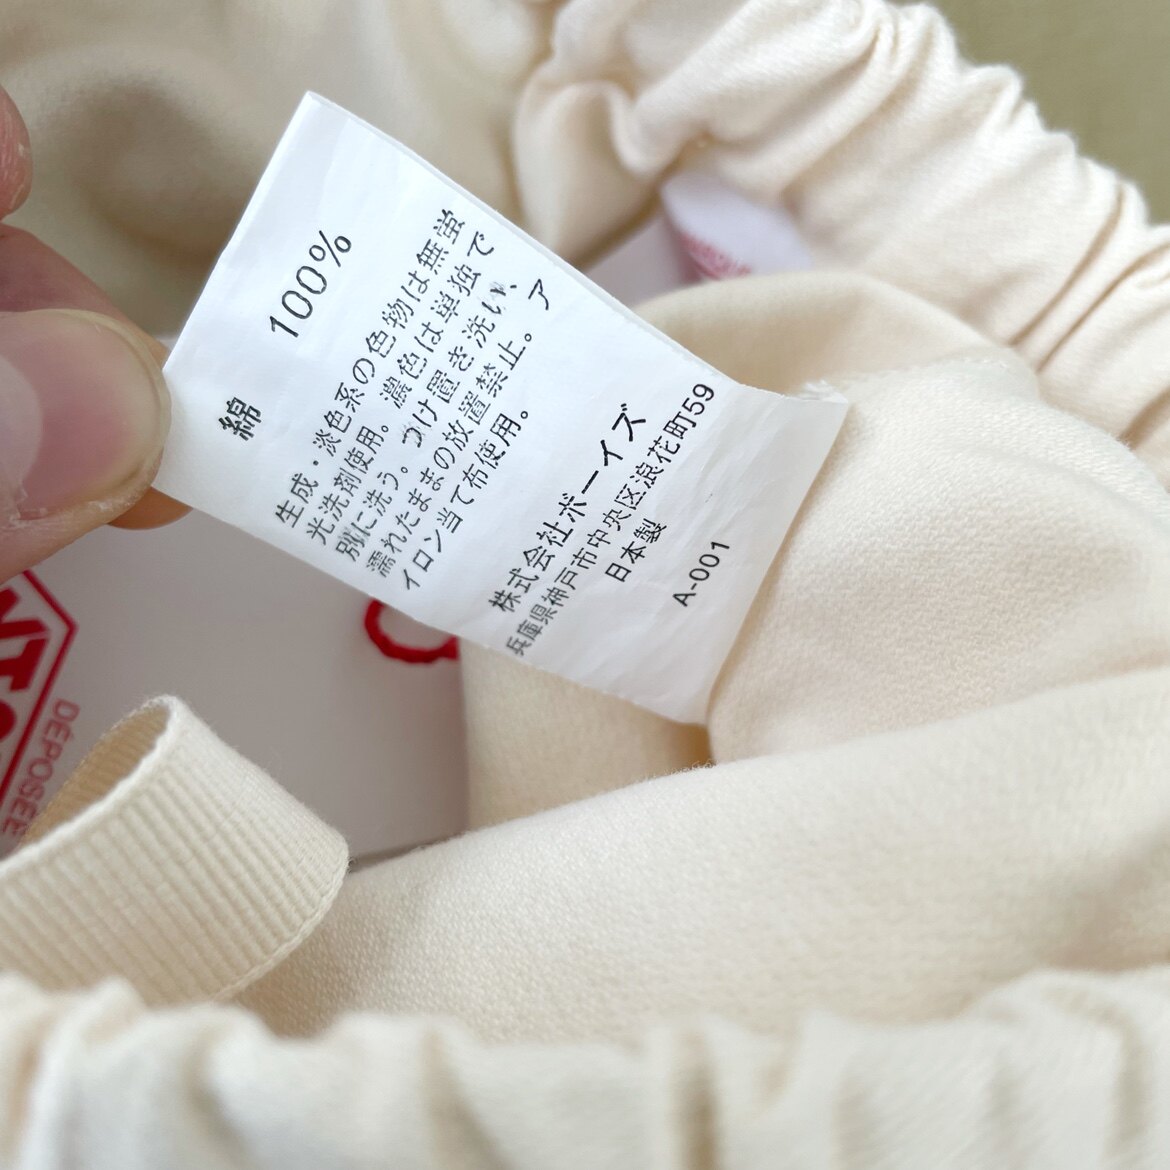 綿 100%
生成・淡色系の色物は無蛍
光洗剤使用。濃色は単独で
別に洗う。つけ置き洗い、
濡れたままの放置禁止。ア
イロン当て布使用。
株式会社ボーイズ
兵庫県神戸市中央区浪花町59
日本製
A-001
DÉPOSÉE